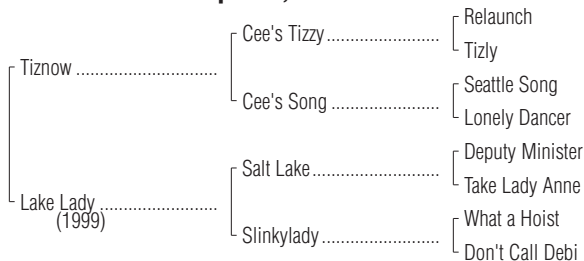 Relaunch
Cee's Tizzy
Tizly
Tiznow
Seattle Song
Cee's Song
Lonely Dancer
Deputy Minister
Salt Lake
Take Lady Anne
Lake Lady
(1999)
What a Hoist
Slinkylady
Don't Call Debi